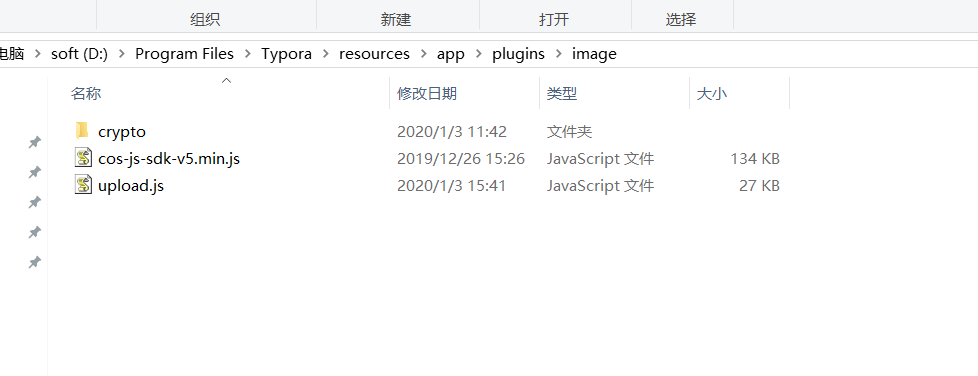 组织 新建 打开 选择
电脑 > soft (D:) > Program Files > Typora > resources > app > plugins > image
名称 修改日期 类型 大小
crypto 2020/1/3 11:42 文件夹
cos-js-sdk-v5.min.js 2019/12/26 15:26 JavaScript 文件 134 KB
upload.js 2020/1/3 15:41 JavaScript 文件 27 KB